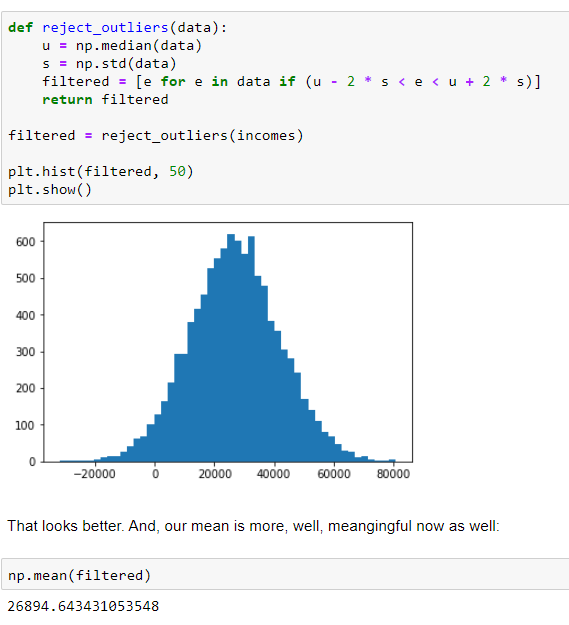 def reject_outliers(data):
    u = np.median(data)
    s = np.std(data)
    filtered = [e for e in data if (u - 2 * s < e < u + 2 * s)]
    return filtered
filtered = reject_outliers(incomes)
plt.hist(filtered, 50)
plt.show()
600
500
400
300
200
100
0
−20000 0 20000 40000 60000 80000
That looks better. And, our mean is more, well, meangingful now as well:
np.mean(filtered)
26894.643431053548